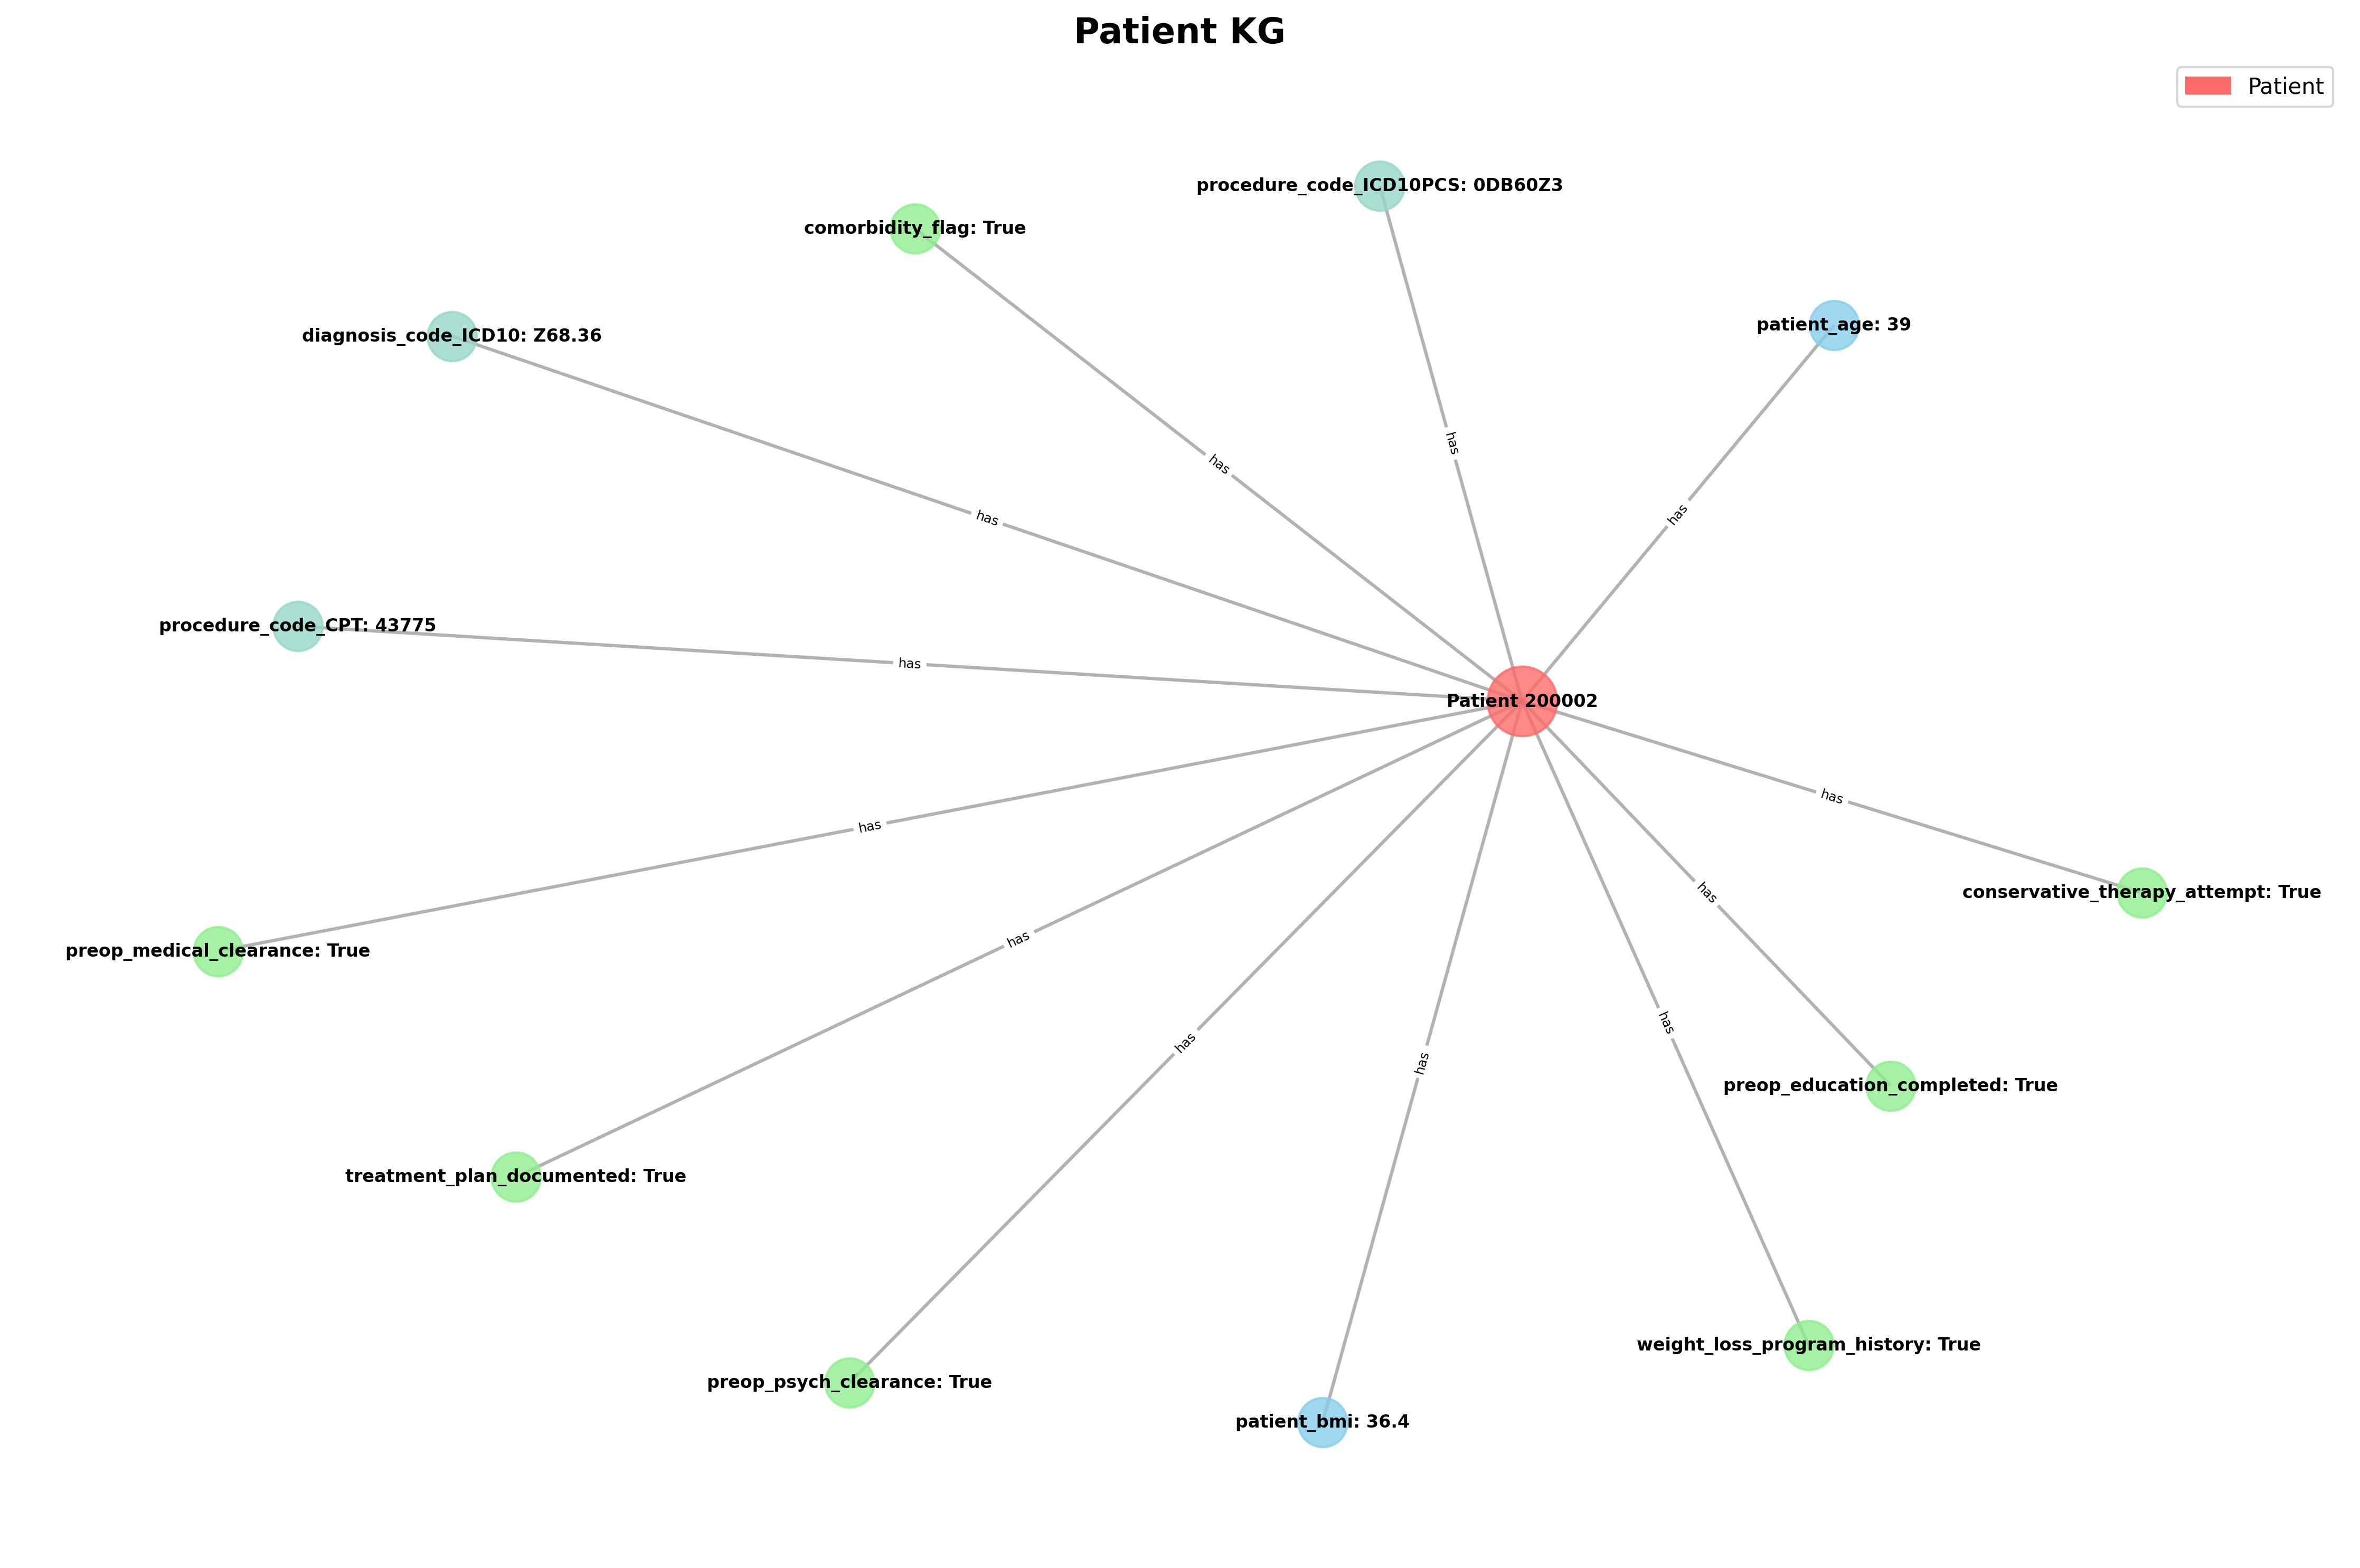 Patient KG
Patient
procedure_code_ICD10PCS: 0DB60Z3
comorbidity_flag: True
patient_age: 39
diagnosis_code_ICD10: Z68.36
has
has
has
has
procedure_code_CPT: 43775
has
Patient 200002
has
has
conservative_therapy_attempt: True
has
has
preop_medical_clearance: True
has
has
has
preop_education_completed: True
treatment_plan_documented: True
weight_loss_program_history: True
preop_psych_clearance: True
patient_bmi: 36.4